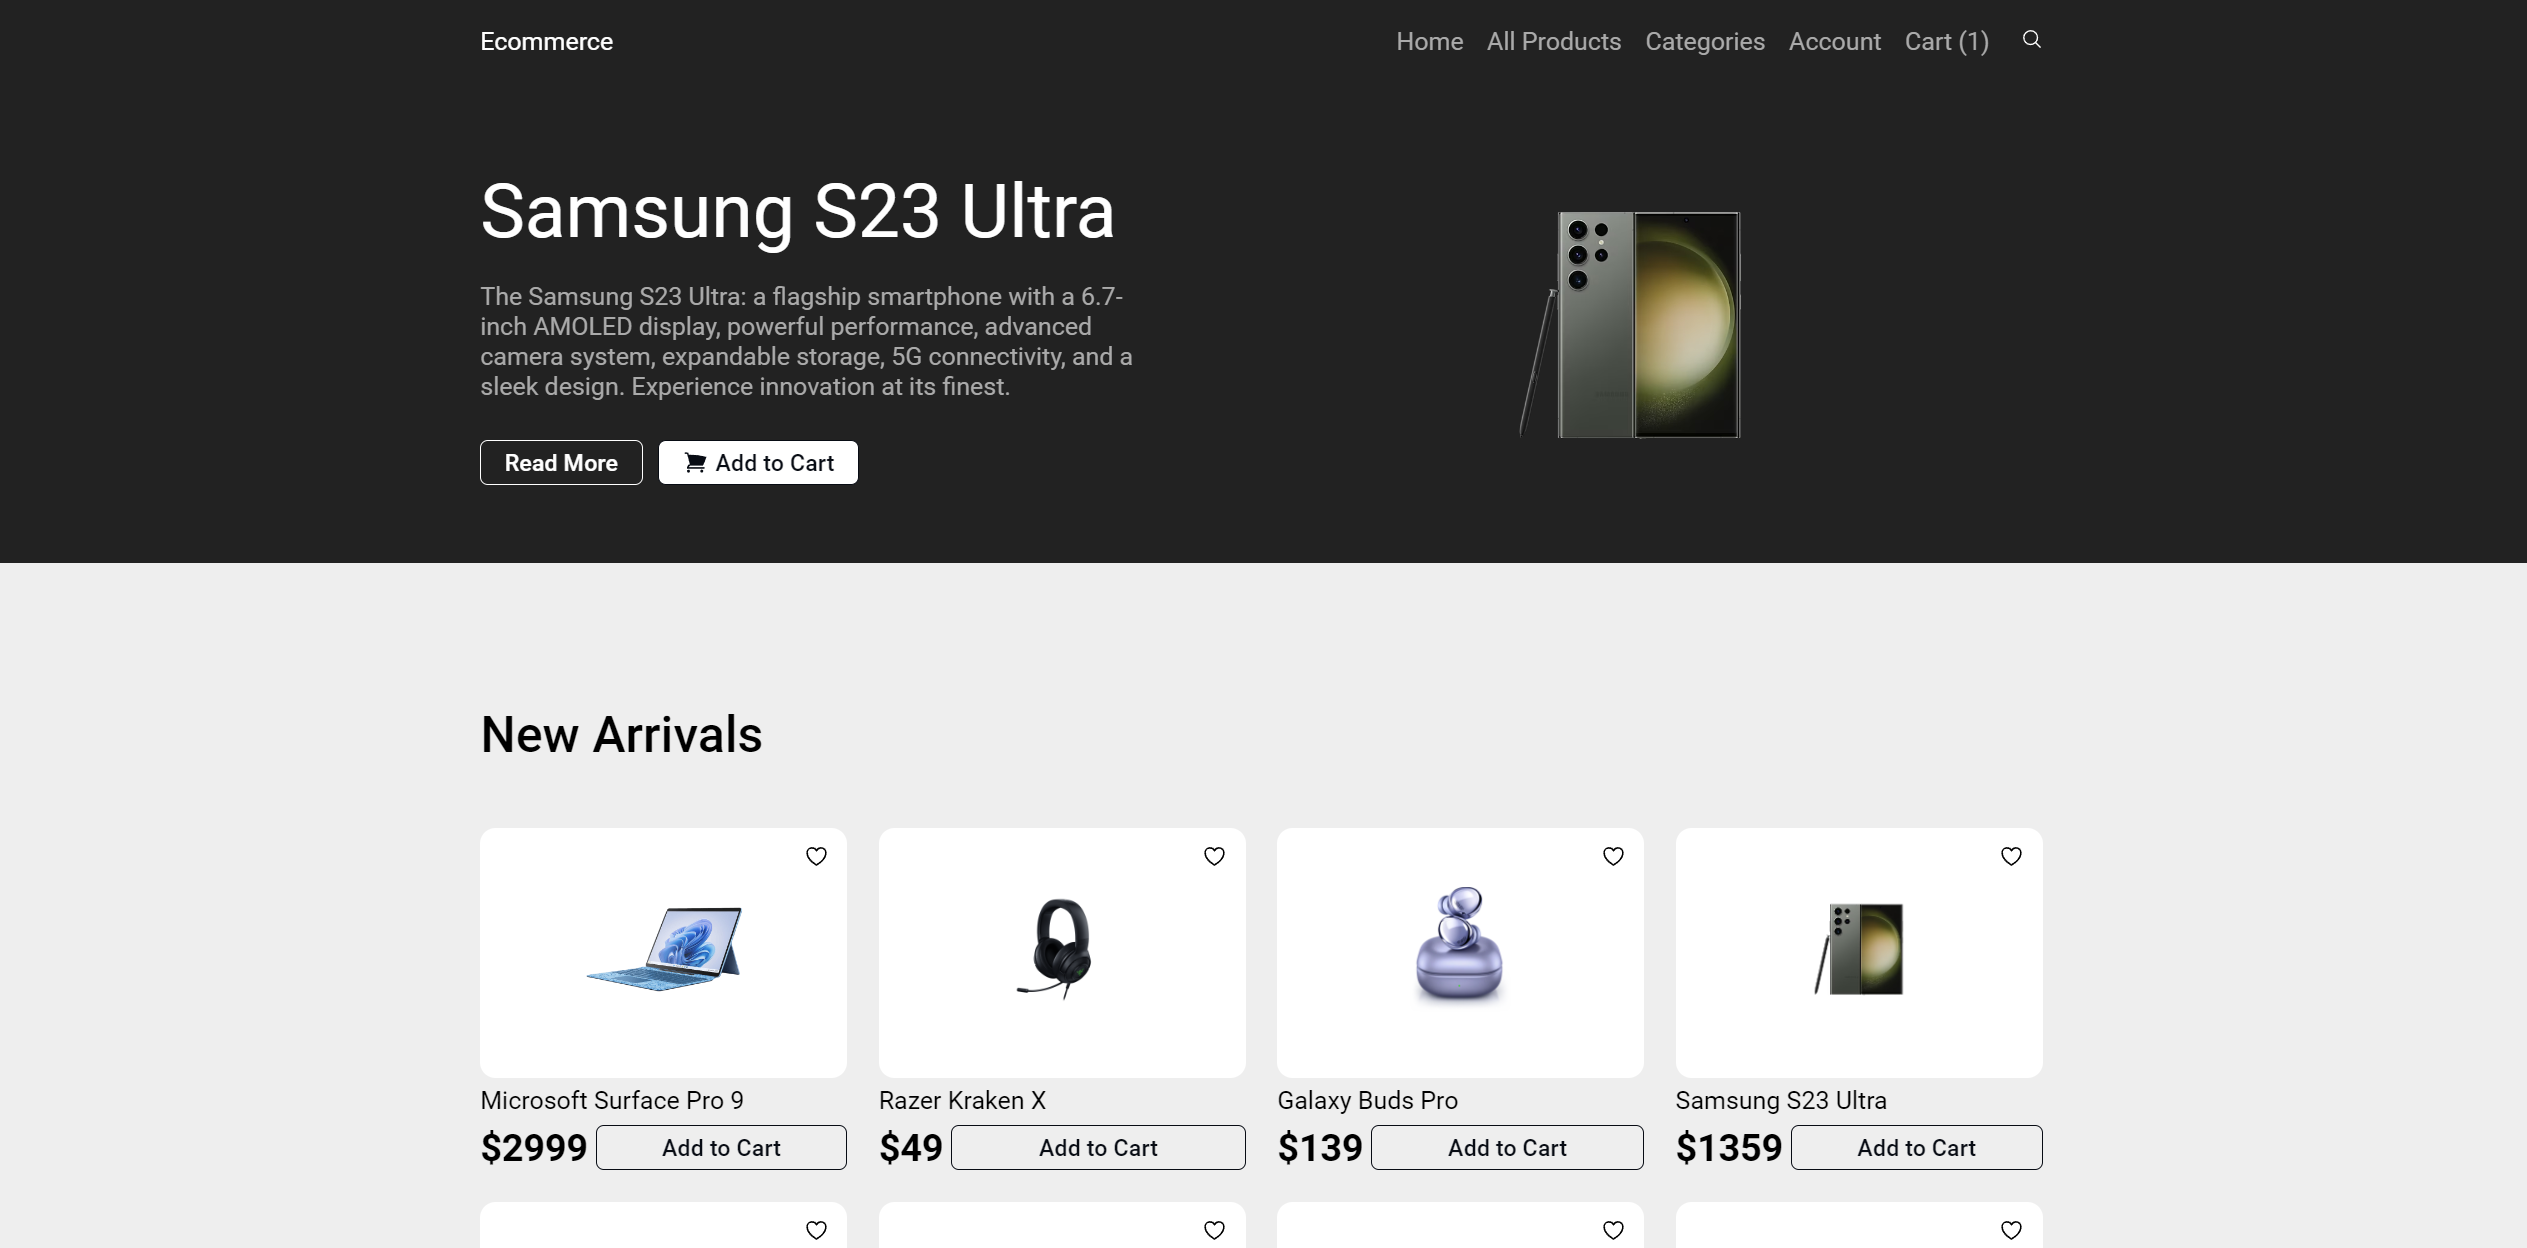 Ecommerce
Home All Products Categories Account Cart (1)
Samsung S23 Ultra
The Samsung S23 Ultra: a flagship smartphone with a 6.7-
inch AMOLED display, powerful performance, advanced
camera system, expandable storage, 5G connectivity, and a
sleek design. Experience innovation at its finest.
Read More
Add to Cart
New Arrivals
Microsoft Surface Pro 9
$2999 Add to Cart
Razer Kraken X
$49 Add to Cart
Galaxy Buds Pro
$139 Add to Cart
Samsung S23 Ultra
$1359 Add to Cart